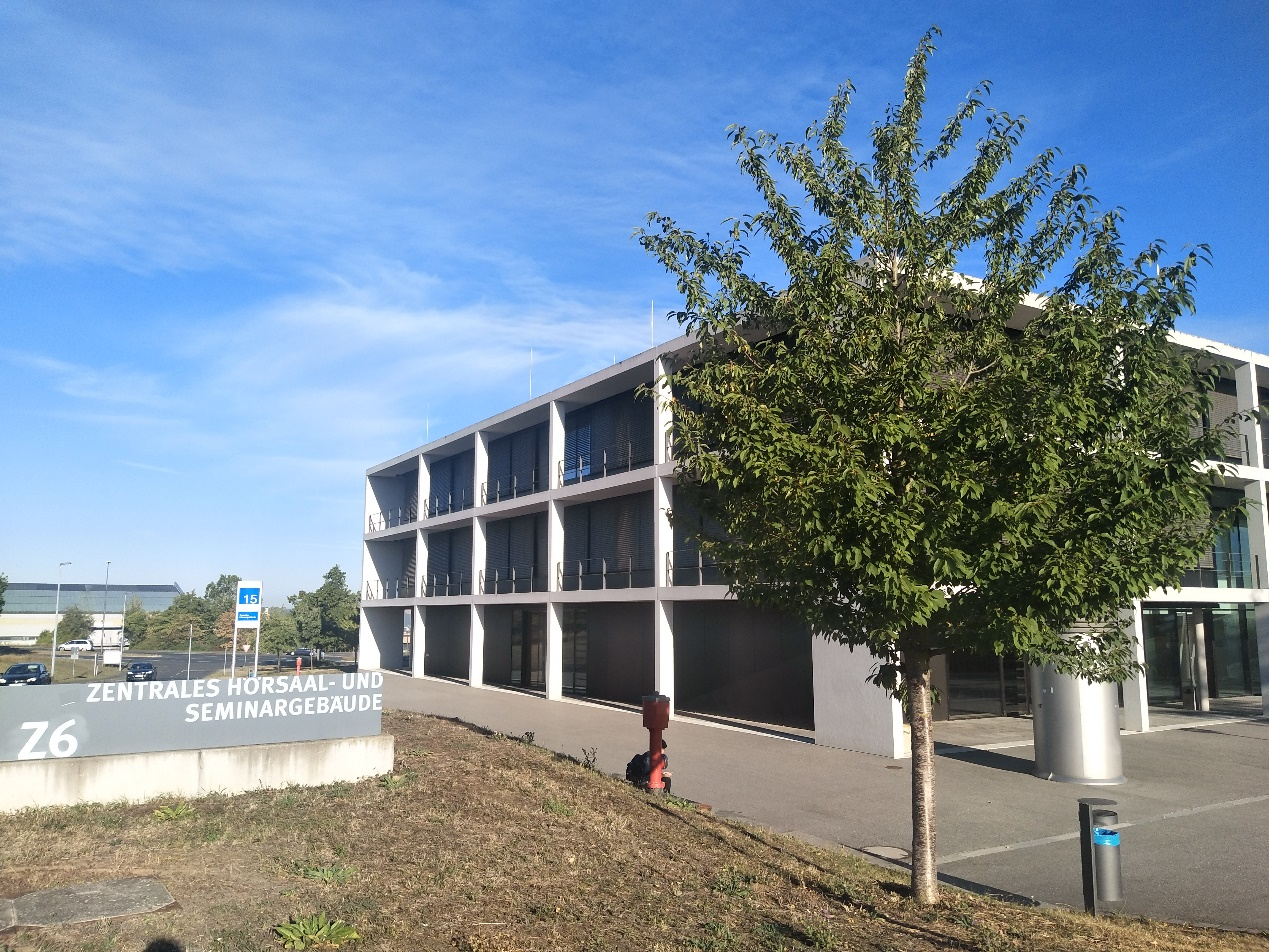 15
ZENTRALES HÖRSAAL- UND
SEMINARGEBÄUDE
Z6